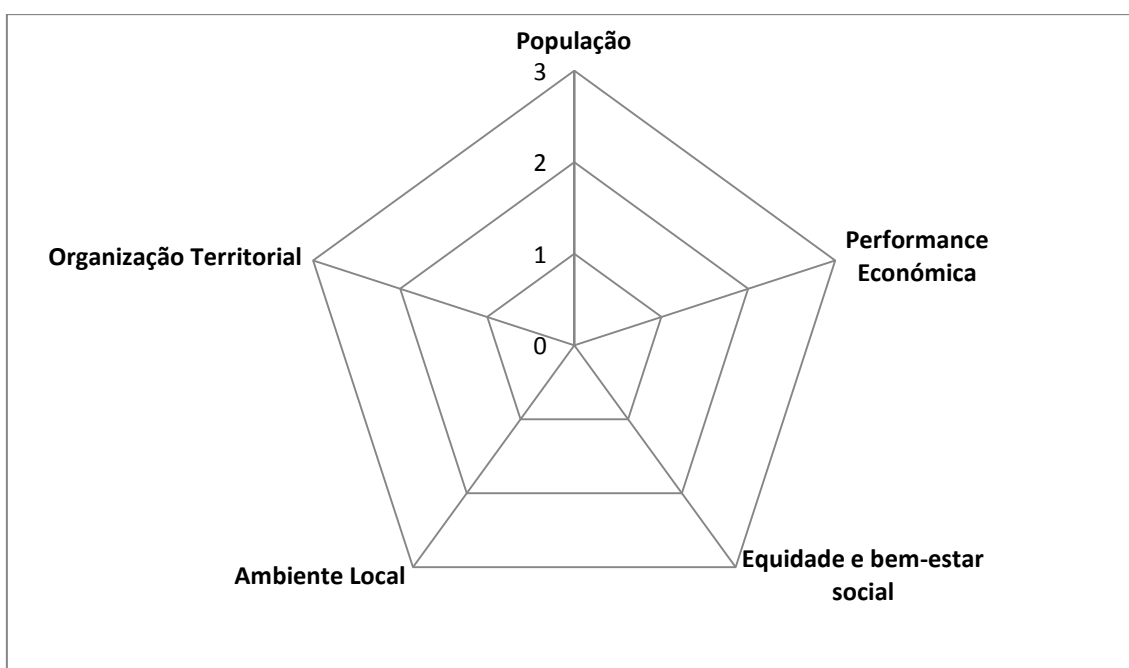 População
3
2
1
0
Performance
Económica
Organização Territorial
Equidade e bem-estar
social
Ambiente Local